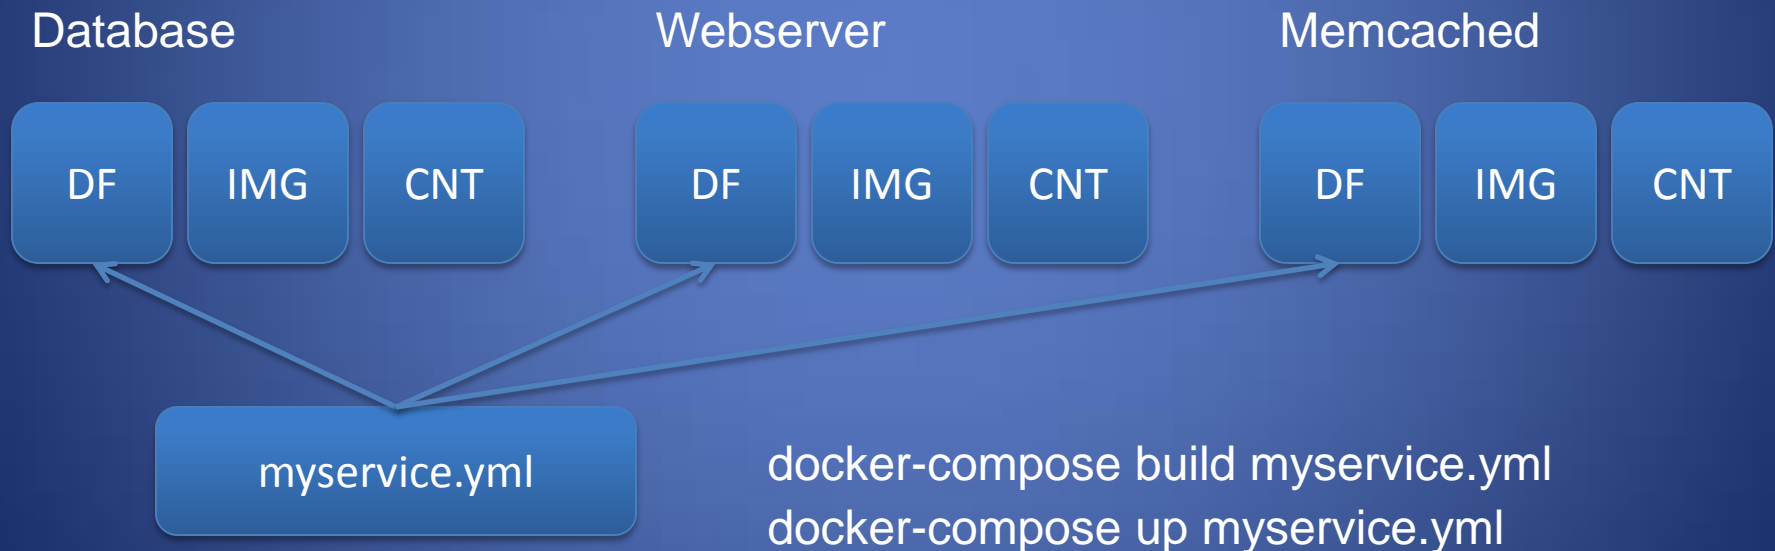 Database Webserver Memcached
DF IMG CNT DF IMG CNT DF IMG CNT
myservice.yml
docker-compose build myservice.yml
docker-compose up myservice.yml